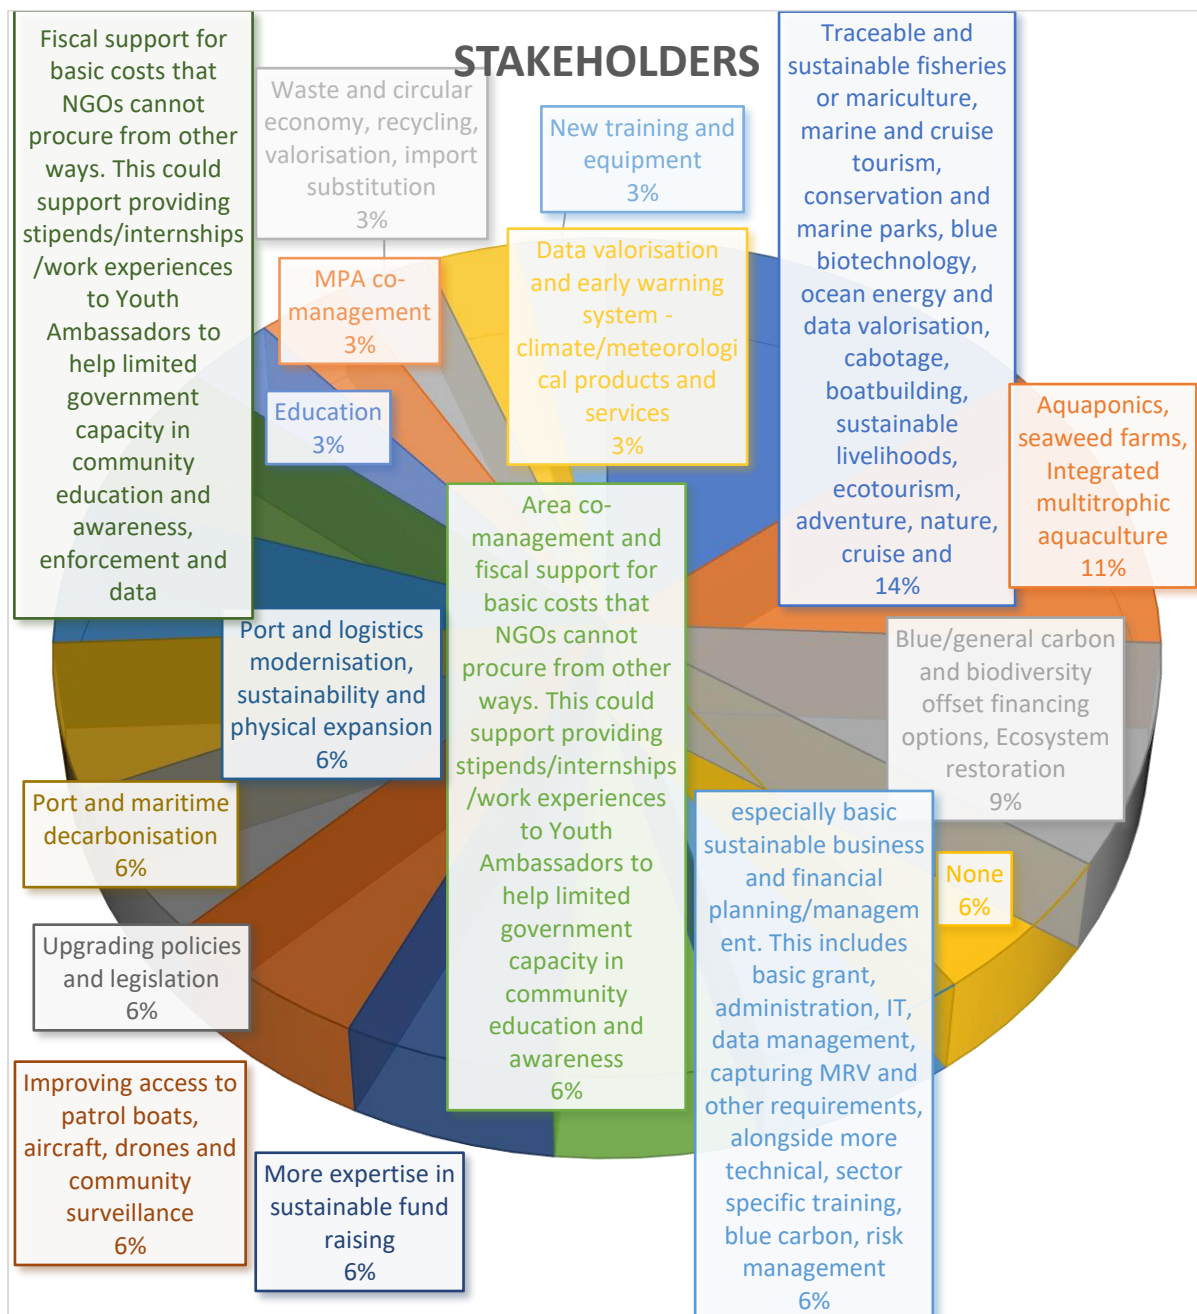 STAKEHOLDERS
Fiscal support for
basic costs that
NGOs cannot
procure from other
ways. This could
support providing
stipends/internships
/work experiences
to Youth
Ambassadors to
help limited
government
capacity in
community
education and
awareness,
enforcement and
data
Waste and circular
economy, recycling,
valorisation, import
substitution
3%
New training and
equipment
3%
Traceable and
sustainable fisheries
or mariculture,
marine and cruise
tourism,
conservation and
marine parks, blue
biotechnology,
ocean energy and
data valorisation,
cabotage,
boatbuilding,
sustainable
livelihoods,
ecotourism,
adventure, nature,
cruise and
14%
MPA co-
management
3%
Data valorisation
and early warning
system -
climate/meteorologi
cal products and
services
3%
Education
3%
Aquaponics,
seaweed farms,
Integrated
multitrophic
aquaculture
11%
Area co-
management and
fiscal support for
basic costs that
NGOs cannot
procure from other
ways. This could
support providing
stipends/internships
/work experiences
to Youth
Ambassadors to
help limited
government
capacity in
community
education and
awareness
6%
Port and logistics
modernisation,
sustainability and
physical expansion
6%
Blue/general carbon
and biodiversity
offset financing
options, Ecosystem
restoration
9%
Port and maritime
decarbonisation
6%
especially basic
sustainable business
and financial
planning/managem
ent. This includes
basic grant,
administration, IT,
data management,
capturing MRV and
other requirements,
alongside more
technical, sector
specific training,
blue carbon, risk
management
6%
None
6%
Upgrading policies
and legislation
6%
Improving access to
patrol boats,
aircraft, drones and
community
surveillance
6%
More expertise in
sustainable fund
raising
6%